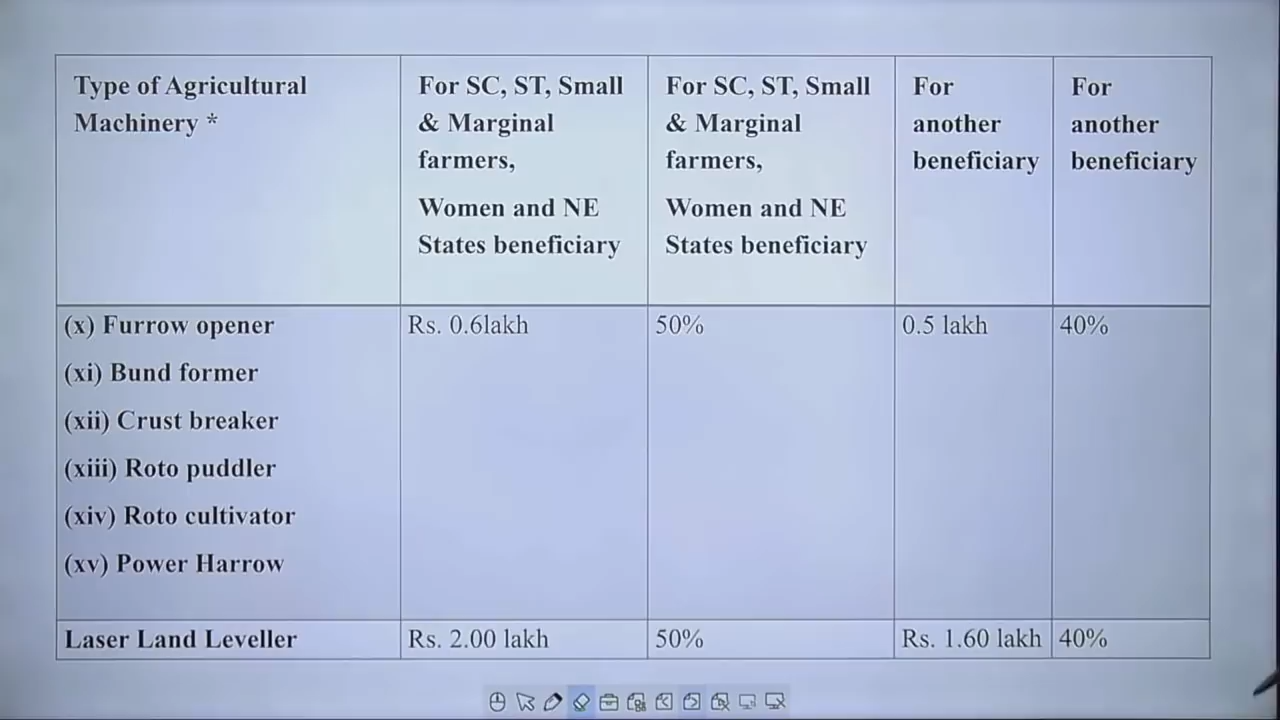 Type of Agricultural
Machinery *
For SC, ST, Small
& Marginal
farmers,
Women and NE
States beneficiary
For SC, ST, Small
& Marginal
farmers,
Women and NE
States beneficiary
For
another
beneficiary
For
another
beneficiary
(x) Furrow opener
(xi) Bund former
(xii) Crust breaker
(xiii) Roto puddler
(xiv) Roto cultivator
(xv) Power Harrow
Rs. 0.6lakh
50%
0.5 lakh
40%
Laser Land Leveller
Rs. 2.00 lakh
50%
Rs. 1.60 lakh
40%